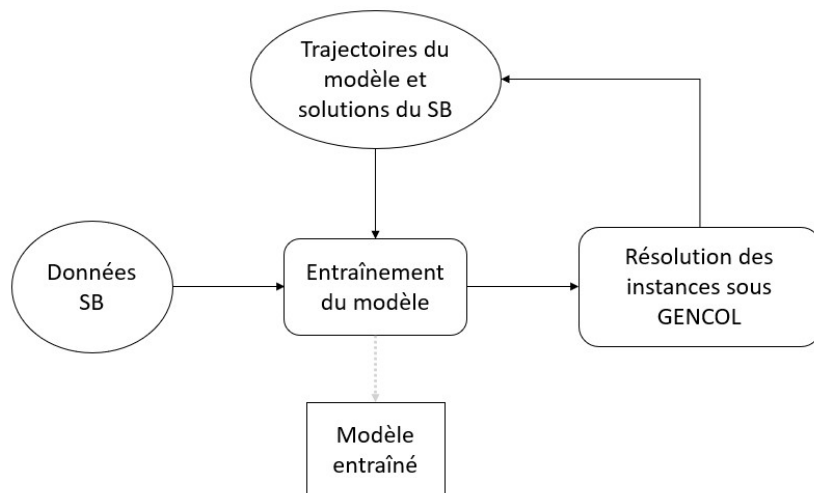 Trajectoires du
modèle et
solutions du SB
Données
SB
Entraînement
du modèle
Résolution des
instances sous
GENCOL
Modèle
entraîné